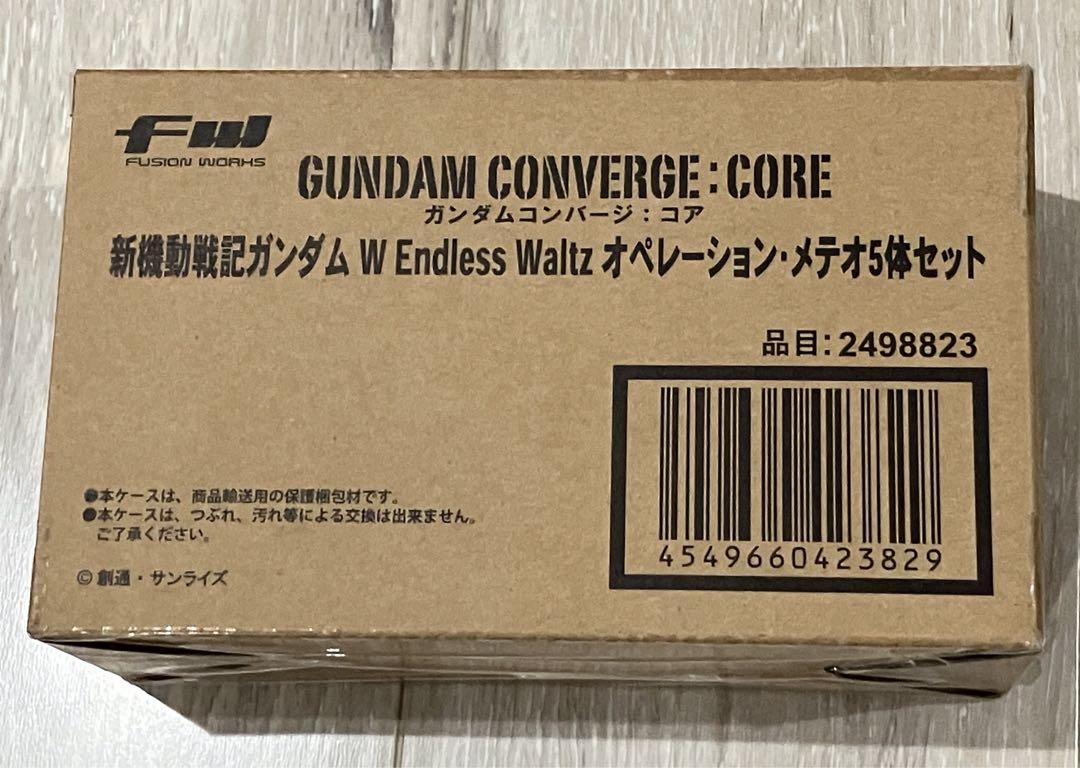 FW
FUSION WORKS
GUNDAM CONVERGE:CORE
ガンダムコンバージ:コア
新機動戦記ガンダム W Endless Waltz オペレーション・メテオ5体セット
品目:2498823
4549660423829
●本ケースは、商品輸送用の保護梱包材です。
●本ケースは、つぶれ、汚れ等による交換は出来ません。
ご了承ください。
©創通・サンライズ